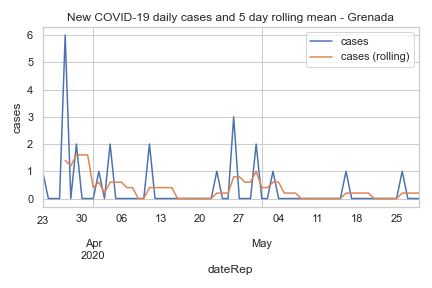 New COVID-19 daily cases and 5 day rolling mean - Grenada
cases
cases (rolling)
cases
6
5
4
3
2
1
0
23 30 06 13 20 27 04 11 18 25
Apr May
2020
dateRep